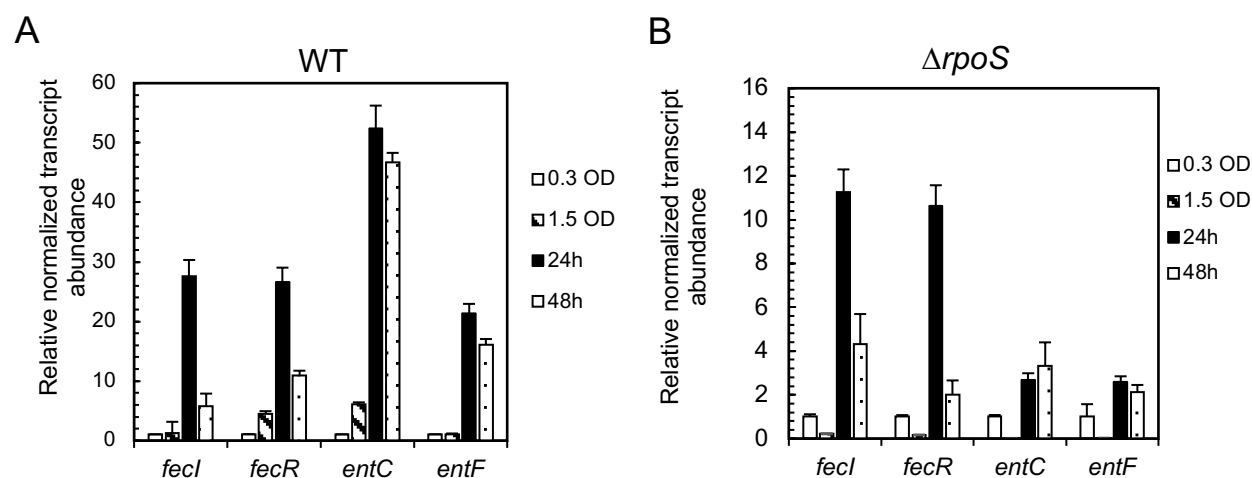 A
WT
Relative normalized transcript
abundance
60
50
40
30
20
10
0
fecI
fecR
entC
entF
0.3 OD
1.5 OD
24h
48h
B
ΔrpoS
Relative normalized transcript
abundance
16
14
12
10
8
6
4
2
0
fecI
fecR
entC
entF
0.3 OD
1.5 OD
24h
48h